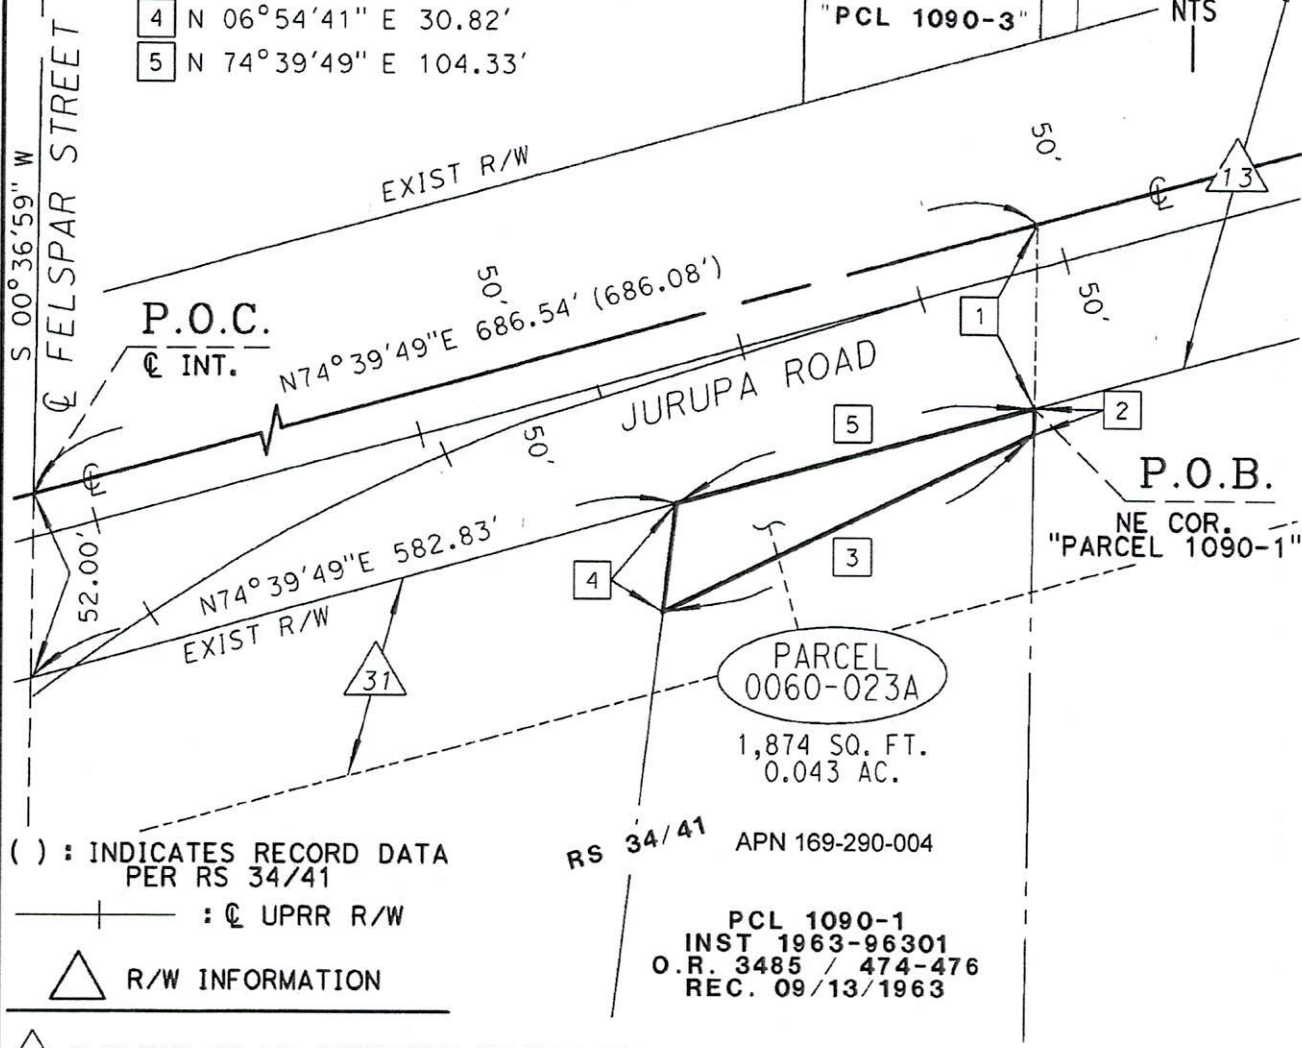 4 N 06°54'41" E 30.82'
5 N 74°39'49" E 104.33'
"PCL 1090-3"
NTS
S 00°36'59" W
℄ FELSPAR STREET
EXIST R/W
50'
13
℄
P.O.C.
℄ INT.
50'
N74°39'49"E 686.54' (686.08')
1
50'
JURUPA ROAD
5
2
50'
℄
P.O.B.
NE COR.
"PARCEL 1090-1"
52.00'
N74°39'49"E 582.83'
EXIST R/W
4
3
31
PARCEL
0060-023A
1,874 SQ. FT.
0.043 AC.
RS 34/41
APN 169-290-004
( ) : INDICATES RECORD DATA
PER RS 34/41
: ℄ UPRR R/W
R/W INFORMATION
PCL 1090-1
INST 1963-96301
O.R. 3485 / 474-476
REC. 09/13/1963